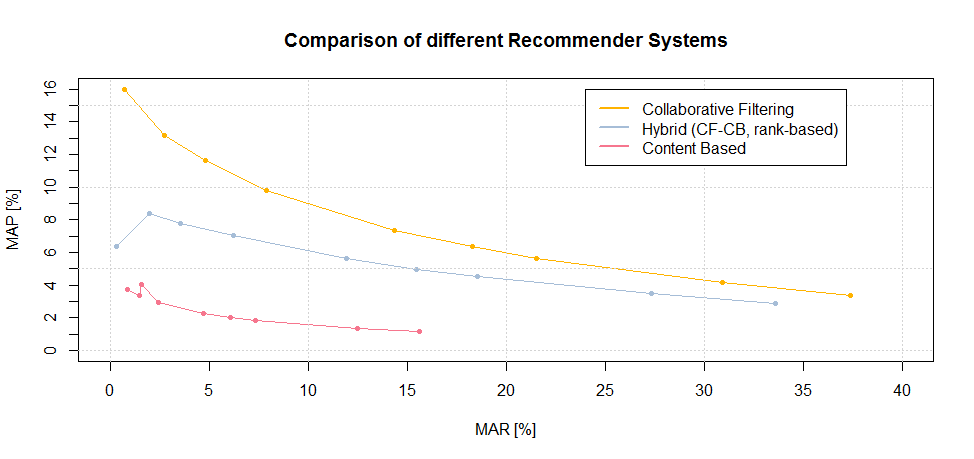 Comparison of different Recommender Systems
MAP [%]
16
14
12
10
8
6
4
2
0
Collaborative Filtering
Hybrid (CF-CB, rank-based)
Content Based
0 5 10 15 20 25 30 35 40
MAR [%]